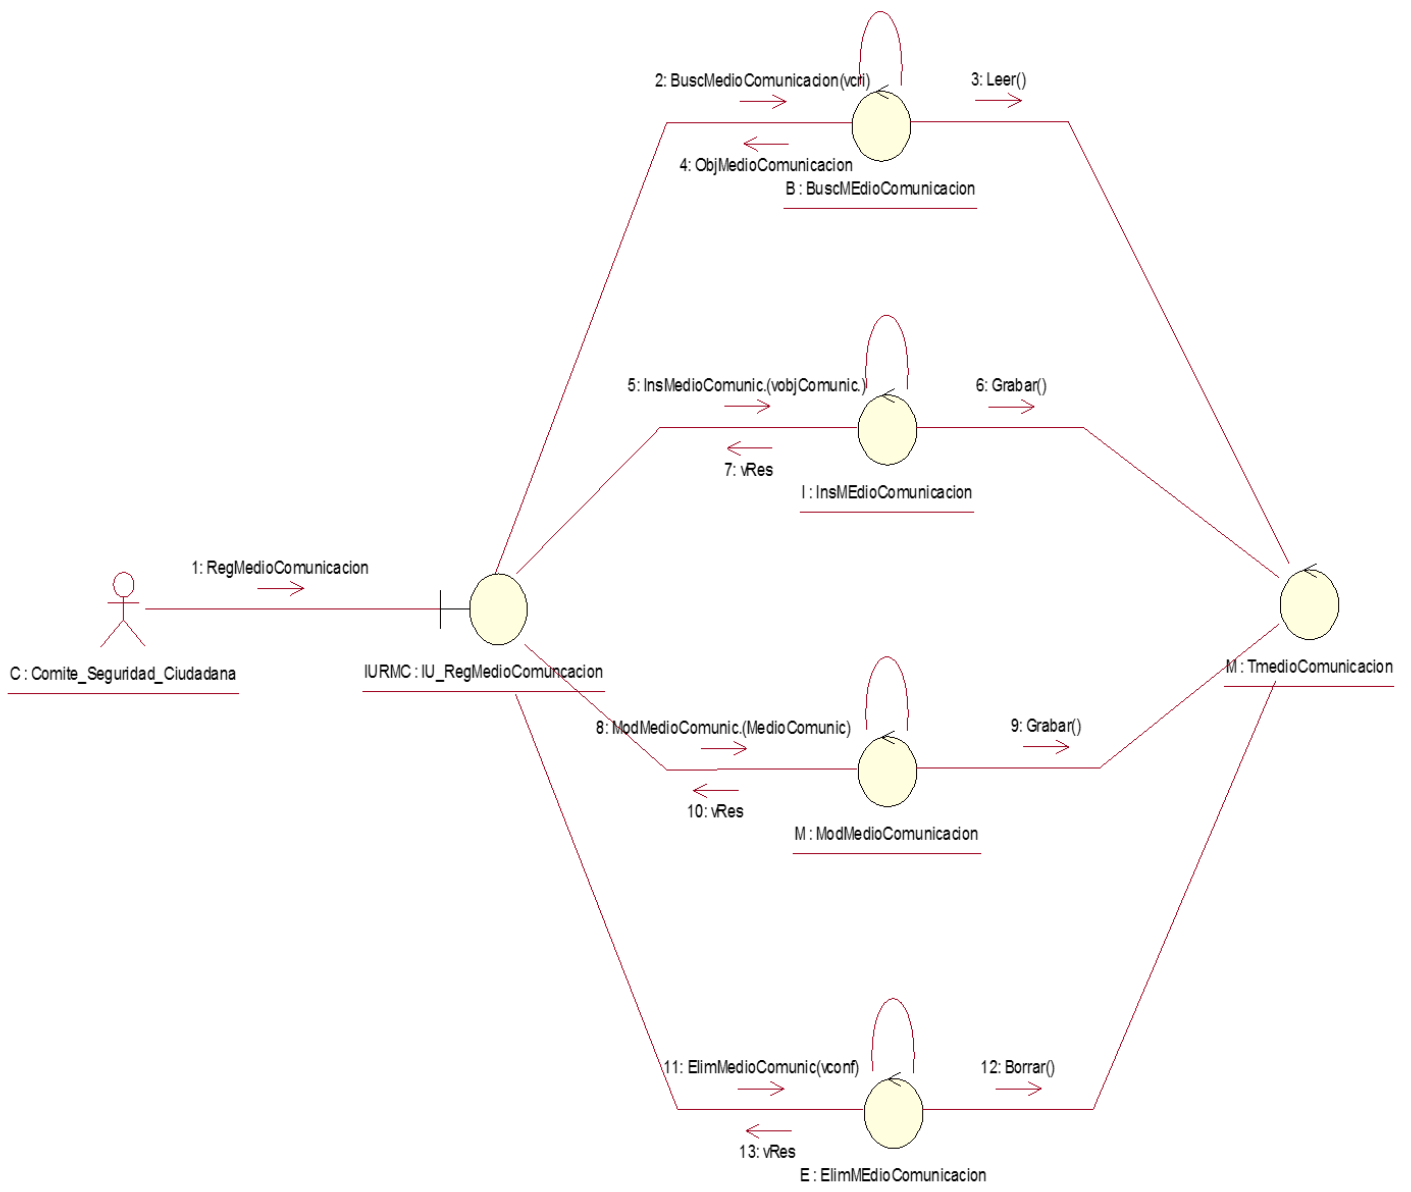 2: BuscMedioComunicacion(vcri)
3: Leer()
4: ObjMedioComunicacion
B : BuscMEdioComunicacion
5: InsMedioComunic.(vobjComunic.)
6: Grabar()
7: vRes
I : InsMEdioComunicacion
1: RegMedioComunicacion
C : Comite_Seguridad_Ciudadana
IURMC : IU_RegMedioComuncacion
M : TmedioComunicacion
8: ModMedioComunic.(MedioComunic)
9: Grabar()
10: vRes
M : ModMedioComunicacion
11: ElimMedioComunic(vconf)
12: Borrar()
13: vRes
E : ElimMEdioComunicacion